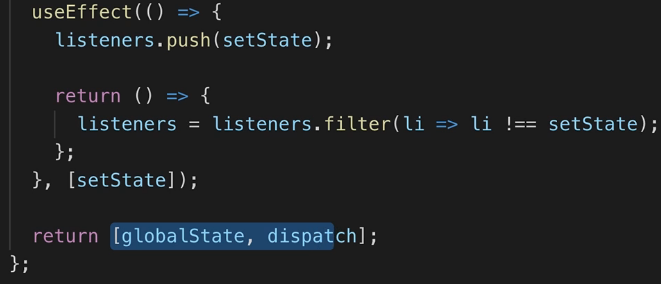 useEffect(() => {
listeners.push(setState);
return () => {
listeners = listeners.filter(li => li !== setState);
};
}, [setState]);
return [globalState, dispatch];
};